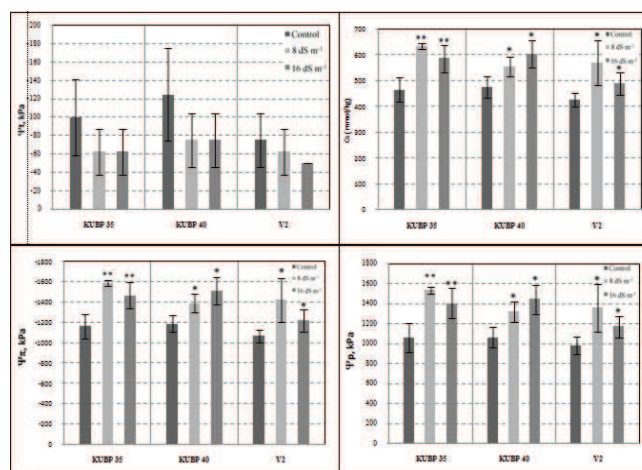 Ψt, kPa
-200
-180
-160
-140
-120
-100
-80
-60
-40
-20
0
Control
8 dS m⁻¹
16 dS m⁻¹
KUBP 35
KUBP 40
V2
Cs (mmol/kg)
700
600
500
400
300
200
100
0
** ** * * * *
Control
8 dS m⁻¹
16 dS m⁻¹
KUBP 35
KUBP 40
V2
Ψπ, kPa
-1800
-1600
-1400
-1200
-1000
-800
-600
-400
-200
0
** ** * * * *
Control
8 dS m⁻¹
16 dS m⁻¹
KUBP 35
KUBP 40
V2
Ψp, kPa
1800
1600
1400
1200
1000
800
600
400
200
0
** ** * * * *
Control
8 dS m⁻¹
16 dS m⁻¹
KUBP 35
KUBP 40
V2